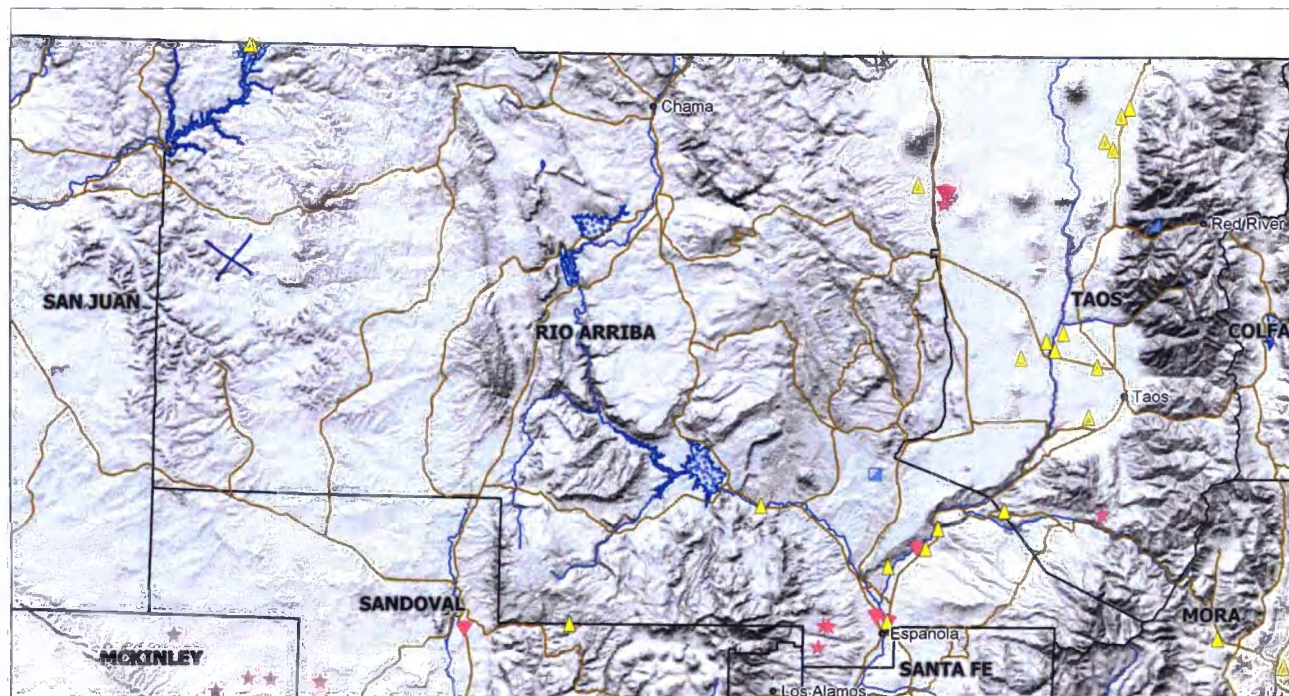 Chama
Red River
SAN JUAN
TAOS
RIO ARRIBA
COLFA
Taos
SANDOVAL
MORA
Espanola
MCKINLEY
SANTA FE
Los Alamos